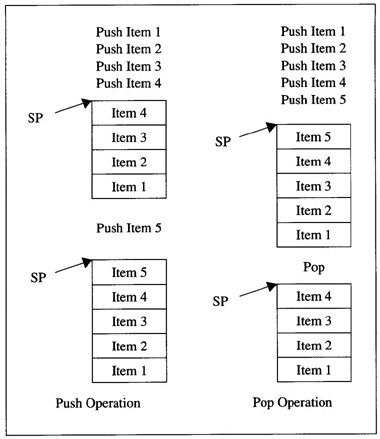 Push Item 1
Push Item 2
Push Item 3
Push Item 4
SP
Item 4
Item 3
Item 2
Item 1
Push Item 5
SP
Item 5
Item 4
Item 3
Item 2
Item 1
Push Operation
Push Item 1
Push Item 2
Push Item 3
Push Item 4
Push Item 5
SP
Item 5
Item 4
Item 3
Item 2
Item 1
Pop
SP
Item 4
Item 3
Item 2
Item 1
Pop Operation